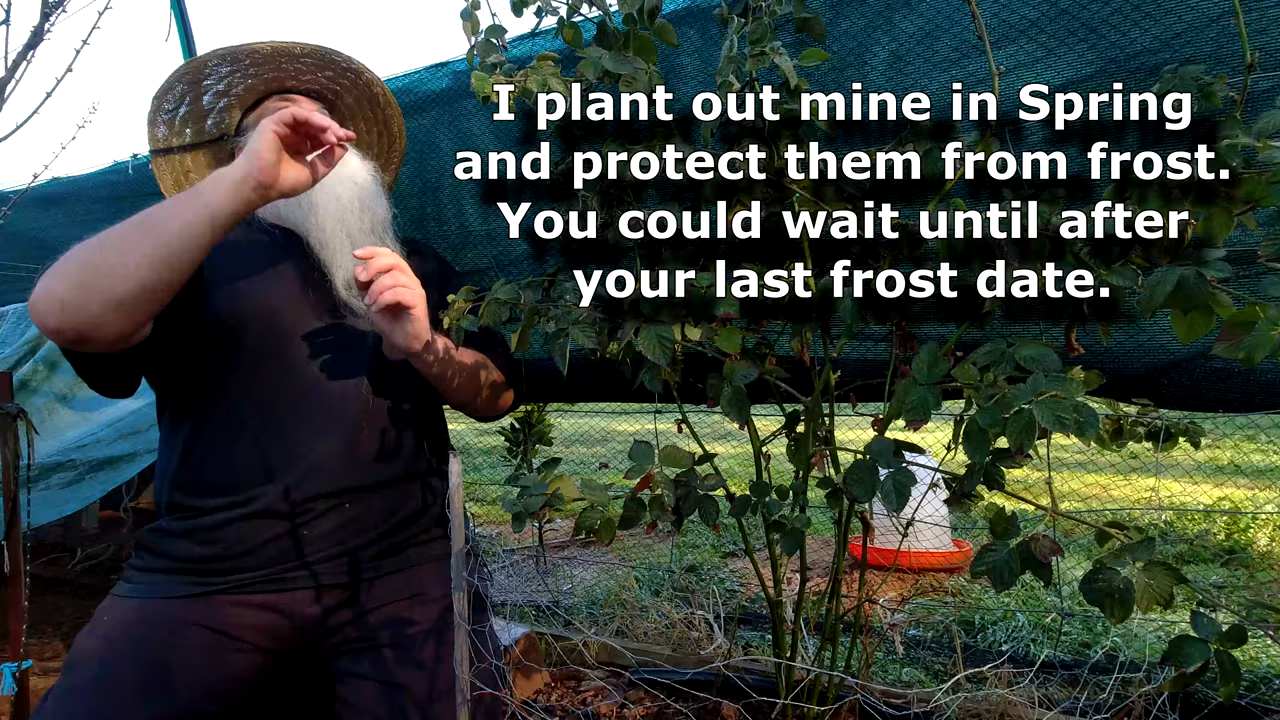 I plant out mine in Spring
and protect them from frost.
You could wait until after
your last frost date.